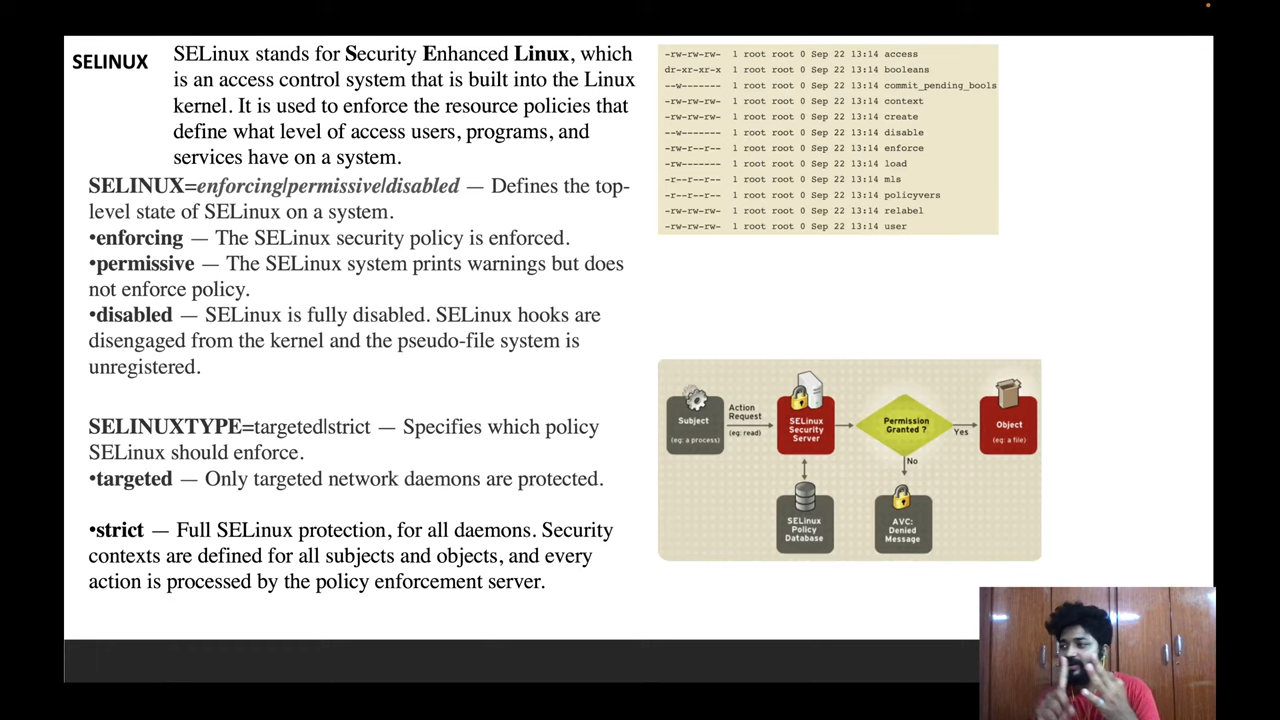 SELINUX
SELinux stands for Security Enhanced Linux, which
is an access control system that is built into the Linux
kernel. It is used to enforce the resource policies that
define what level of access users, programs, and
services have on a system.
SELINUX=enforcing|permissive|disabled — Defines the top-
level state of SELinux on a system.
•enforcing — The SELinux security policy is enforced.
•permissive — The SELinux system prints warnings but does
not enforce policy.
•disabled — SELinux is fully disabled. SELinux hooks are
disengaged from the kernel and the pseudo-file system is
unregistered.
SELINUXTYPE=targeted|strict — Specifies which policy
SELinux should enforce.
•targeted — Only targeted network daemons are protected.
•strict — Full SELinux protection, for all daemons. Security
contexts are defined for all subjects and objects, and every
action is processed by the policy enforcement server.
-rw-rw-rw- 1 root root 0 Sep 22 13:14 access
dr-xr-xr-x 1 root root 0 Sep 22 13:14 booleans
--w------- 1 root root 0 Sep 22 13:14 commit_pending_bools
-rw-rw-rw- 1 root root 0 Sep 22 13:14 context
-rw-rw-rw- 1 root root 0 Sep 22 13:14 create
--w------- 1 root root 0 Sep 22 13:14 disable
-rw-r--r-- 1 root root 0 Sep 22 13:14 enforce
-rw------- 1 root root 0 Sep 22 13:14 load
-r--r--r-- 1 root root 0 Sep 22 13:14 mls
-r--r--r-- 1 root root 0 Sep 22 13:14 policyvers
-rw-rw-rw- 1 root root 0 Sep 22 13:14 relabel
-rw-rw-rw- 1 root root 0 Sep 22 13:14 user
Subject
(eg: a process)
Action
Request
(eg: read)
SELinux
Security
Server
Permission
Granted ?
Yes
Object
(eg: a file)
No
SELinux
Policy
Database
AVC:
Denied
Message